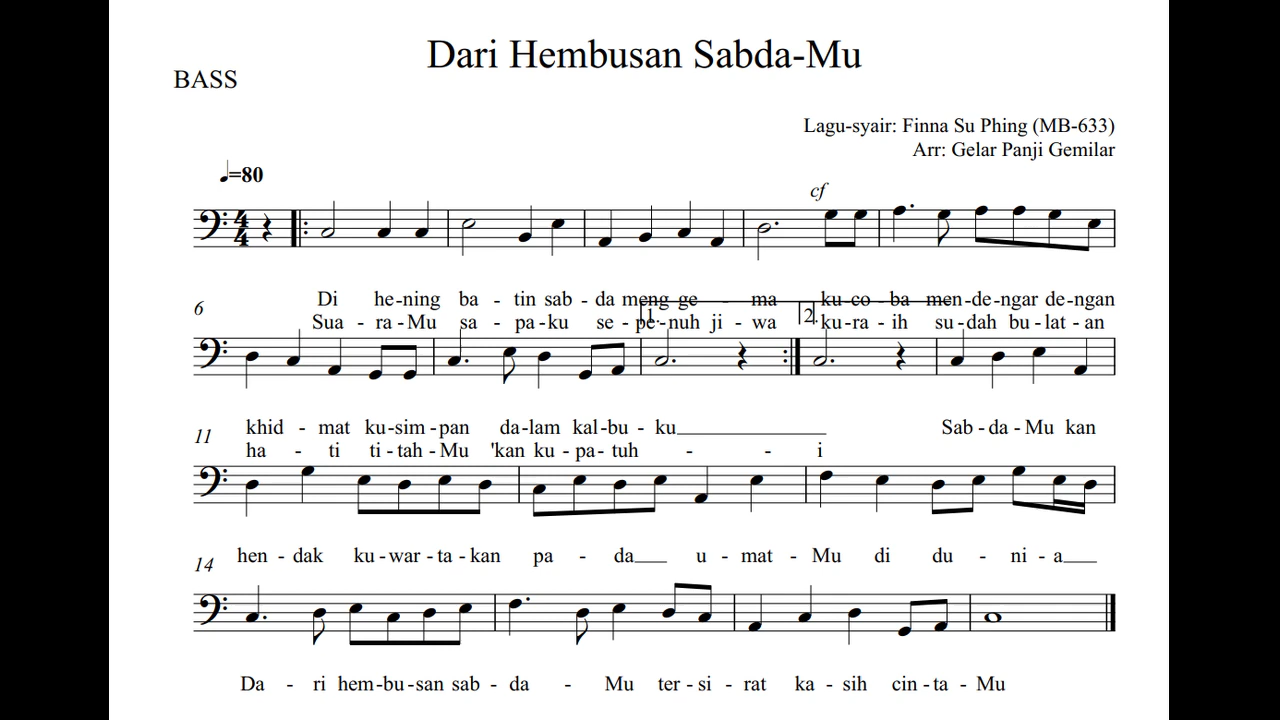 Dari Hembusan Sabda-Mu
BASS
Lagu-syair: Finna Su Phing (MB-633)
Arr: Gelar Panji Gemilar
♩=80
cf
Di he-ning ba - tin sab - da meng-ge - ma ku-co - ba men-de-ngar de-ngan
Sua - ra-Mu sa - pa-ku se - pe-nuh ji - wa ku-ra - ih su-dah bu-lat - an
6
1.
2.
khid - mat ku-sim-pan da-lam kal-bu - ku
Sab-da-Mu kan
ha - ti ti-tah-Mu 'kan ku-pa-tuh - - i
11
hen-dak ku-war-ta-kan pa - da u - mat - Mu di du - ni - a
14
Da - ri hem-bu-san sab - da - Mu ter-si - rat ka-sih cin-ta-Mu